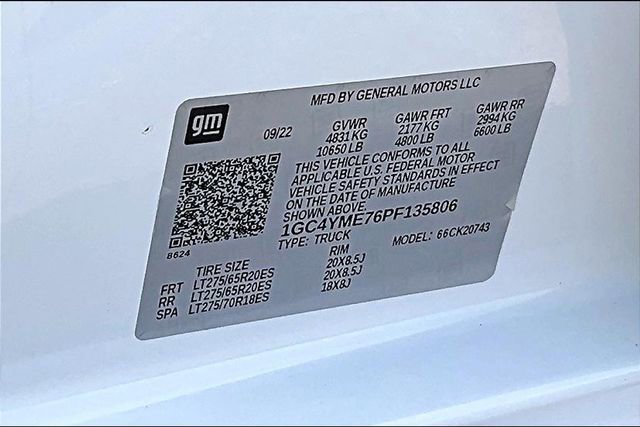 gm
MFD BY GENERAL MOTORS LLC
09/22 GVWR GAWR FRT GAWR RR
4831 KG 2177 KG 2994 KG
10650 LB 4800 LB 6600 LB
THIS VEHICLE CONFORMS TO ALL
APPLICABLE U.S. FEDERAL MOTOR
VEHICLE SAFETY STANDARDS IN EFFECT
ON THE DATE OF MANUFACTURE
SHOWN ABOVE.
1GC4YME76PF135806
TYPE: TRUCK MODEL: 66CK20743
8624
TIRE SIZE RIM
FRT LT275/65R20ES 20X8.5J
RR LT275/65R20ES 20X8.5J
SPA LT275/70R18ES 18X8J